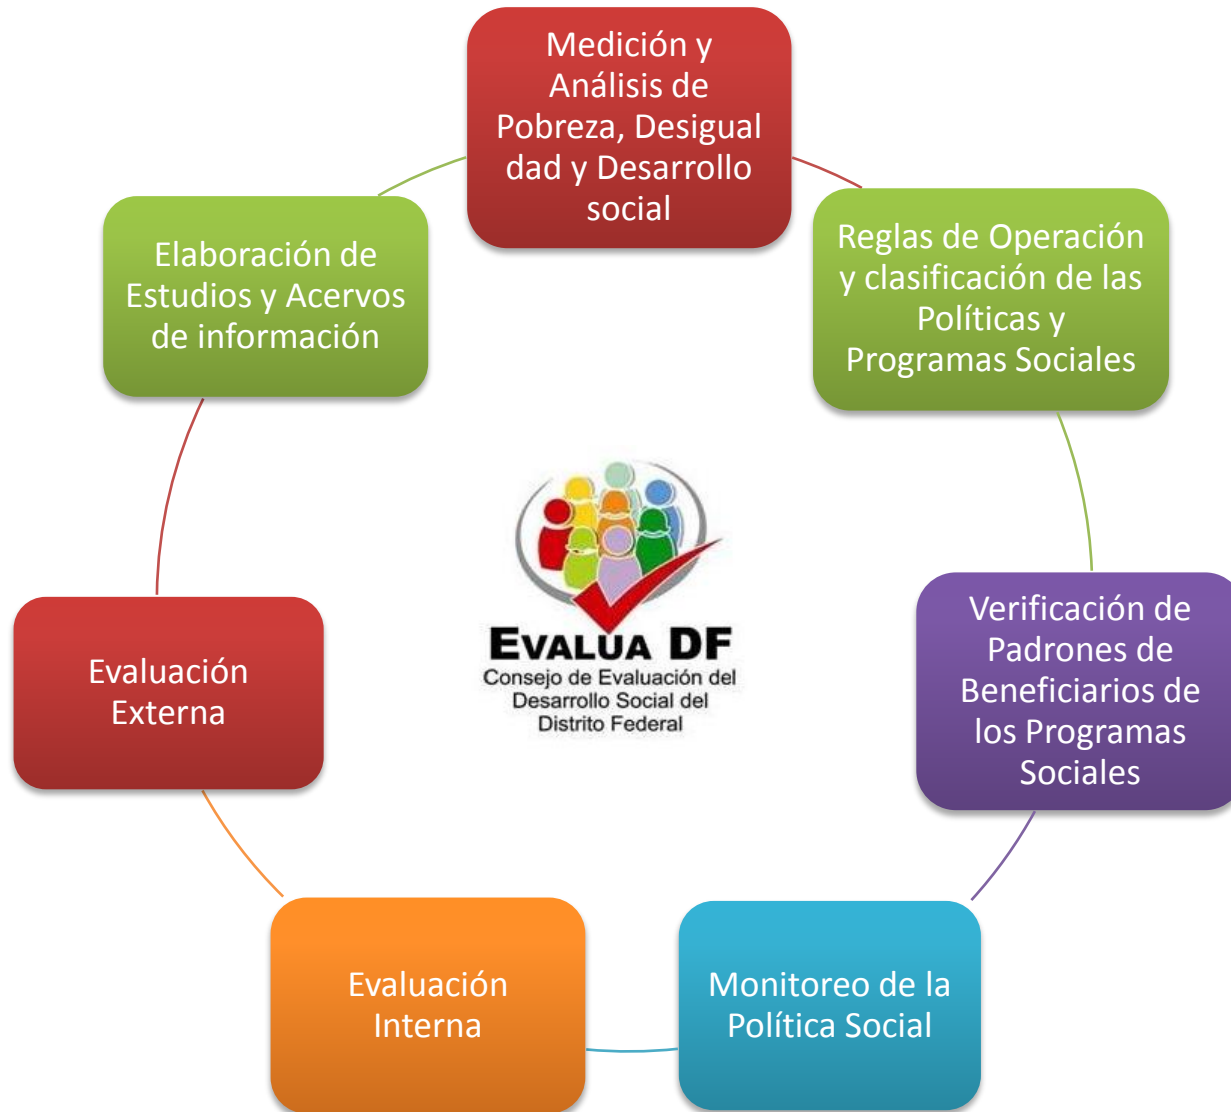 Medición y
Análisis de
Pobreza, Desigual
dad y Desarrollo
social
Reglas de Operación
y clasificación de las
Políticas y
Programas Sociales
Verificación de
Padrones de
Beneficiarios de
los Programas
Sociales
Monitoreo de la
Política Social
Evaluación
Interna
Evaluación
Externa
Elaboración de
Estudios y Acervos
de información
EVALUA DF
Consejo de Evaluación del
Desarrollo Social del
Distrito Federal